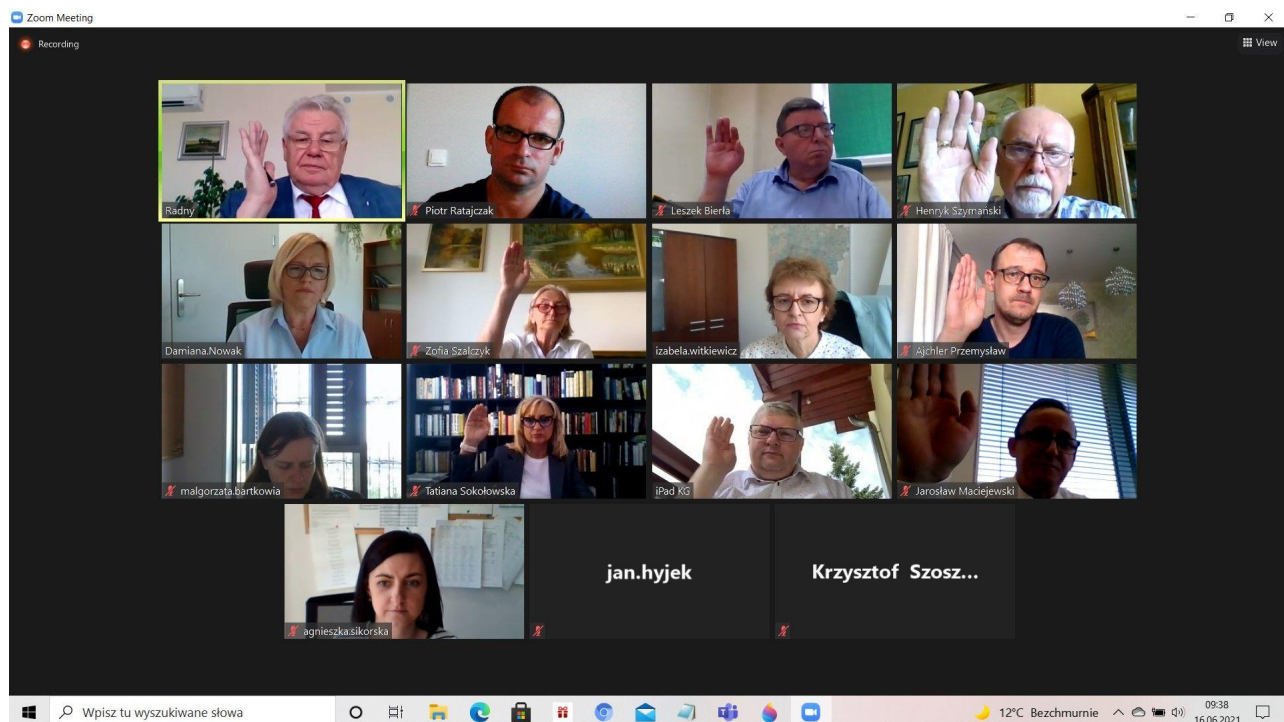 Zoom Meeting
Recording
View
Radny
Piotr Ratajczak
Leszek Bierła
Henryk Szymański
Damiana.Nowak
Zofia Szalczyk
izabela.witkiewicz
Ajchler Przemysław
malgorzata.bartkowia
Tatiana Sokołowska
iPad KG
Jarosław Maciejewski
agnieszka.sikorska
jan.hyjek
Krzysztof Szosz...
Wpisz tu wyszukiwane słowa
12°C Bezchmurnie
09:38
16.06.2021